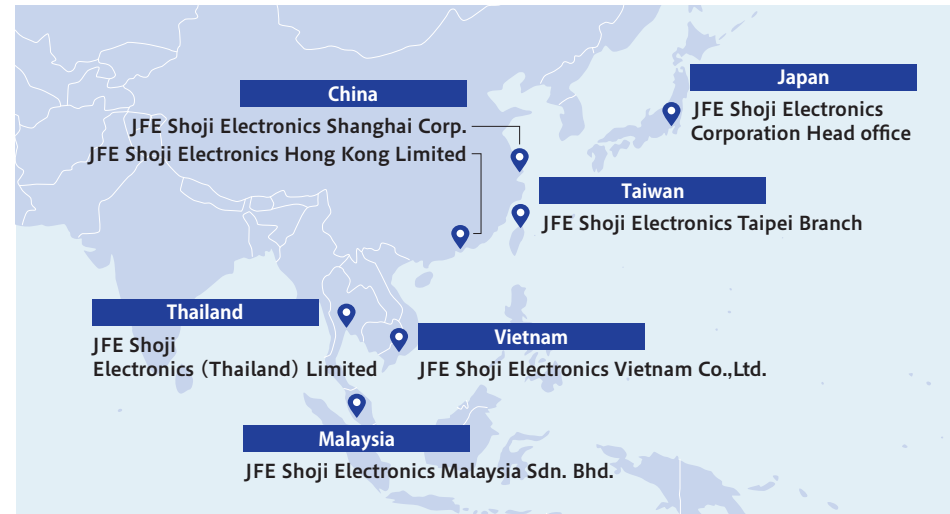 China
JFE Shoji Electronics Shanghai Corp.
JFE Shoji Electronics Hong Kong Limited
Japan
JFE Shoji Electronics
Corporation Head office
Taiwan
JFE Shoji Electronics Taipei Branch
Thailand
JFE Shoji
Electronics（Thailand）Limited
Vietnam
JFE Shoji Electronics Vietnam Co.,Ltd.
Malaysia
JFE Shoji Electronics Malaysia Sdn. Bhd.